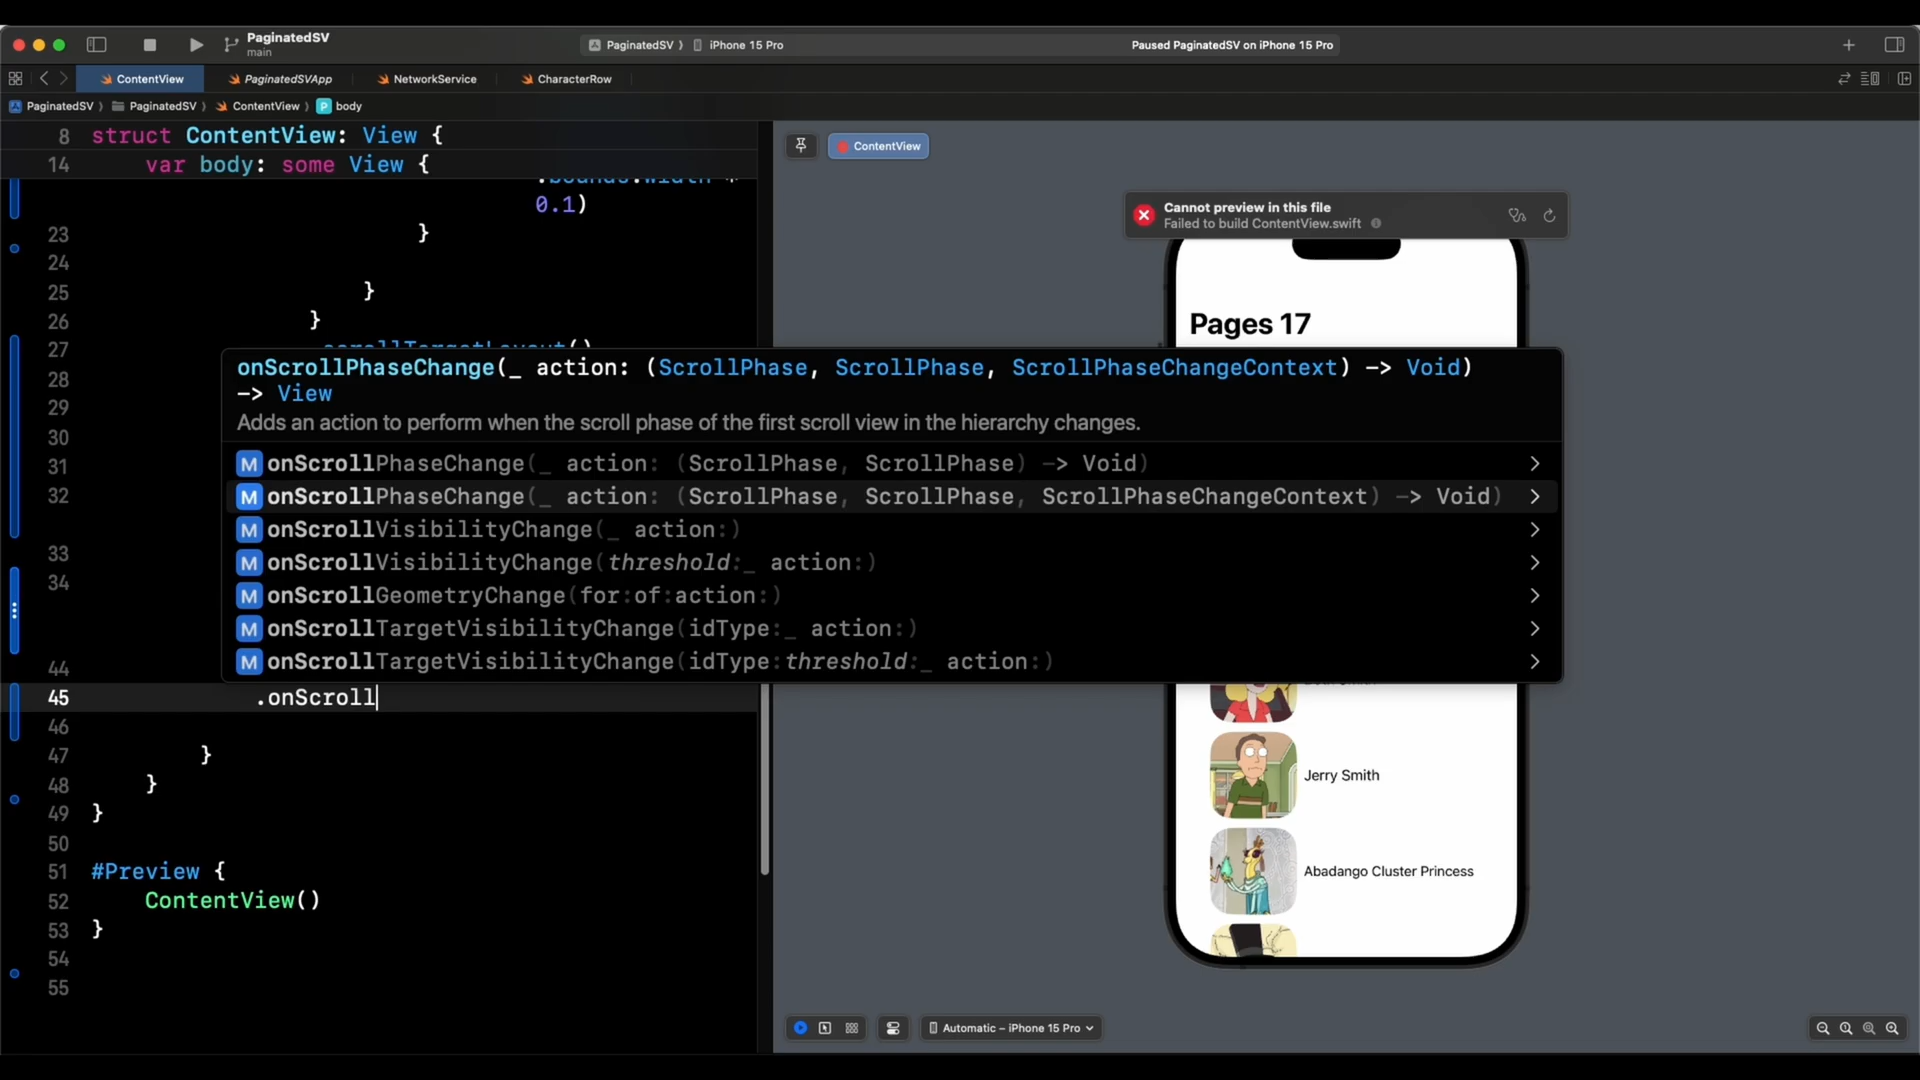 PaginatedSV
main
PaginatedSV
iPhone 15 Pro
Paused PaginatedSV on iPhone 15 Pro
ContentView
PaginatedSVApp
NetworkService
CharacterRow
PaginatedSV
PaginatedSV
ContentView
P body
8 struct ContentView: View {
14 var body: some View {
.bounds.width *
0.1)
23 }
24
25 }
26 }
27 .scrollTargetLayout()
28
29
30
31
32
33
34
44
45 .onScroll
46
47 }
48 }
49 }
50
51 #Preview {
52 ContentView()
53 }
54
55
onScrollPhaseChange(_ action: (ScrollPhase, ScrollPhase, ScrollPhaseChangeContext) -> Void)
-> View
Adds an action to perform when the scroll phase of the first scroll view in the hierarchy changes.
M onScrollPhaseChange(_ action: (ScrollPhase, ScrollPhase) -> Void)
M onScrollPhaseChange(_ action: (ScrollPhase, ScrollPhase, ScrollPhaseChangeContext) -> Void)
M onScrollVisibilityChange(_ action:)
M onScrollVisibilityChange(threshold:_ action:)
M onScrollGeometryChange(for:of:action:)
M onScrollTargetVisibilityChange(idType:_ action:)
M onScrollTargetVisibilityChange(idType:threshold:_ action:)
ContentView
Cannot preview in this file
Failed to build ContentView.swift
Pages 17
Jerry Smith
Abadango Cluster Princess
Automatic – iPhone 15 Pro